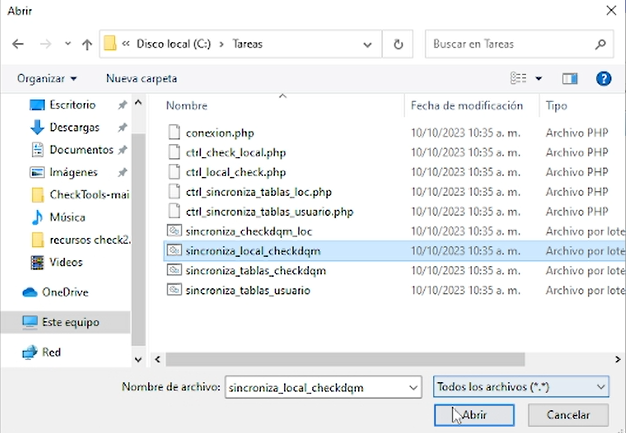 Abrir
« Disco local (C:) > Tareas
Buscar en Tareas
Organizar
Nueva carpeta
Nombre
Fecha de modificación
Tipo
Escritorio
Descargas
Documentos
Imágenes
CheckTools-mai
Música
recursos check2.
Videos
OneDrive
Este equipo
Red
conexion.php 10/10/2023 10:35 a. m. Archivo PHP
ctrl_check_local.php 10/10/2023 10:35 a. m. Archivo PHP
ctrl_local_check.php 10/10/2023 10:35 a. m. Archivo PHP
ctrl_sincroniza_tablas_loc.php 10/10/2023 10:35 a. m. Archivo PHP
ctrl_sincroniza_tablas_usuario.php 10/10/2023 10:35 a. m. Archivo PHP
sincroniza_checkdqm_loc 10/10/2023 10:35 a. m. Archivo por lote
sincroniza_local_checkdqm 10/10/2023 10:35 a. m. Archivo por lote
sincroniza_tablas_checkdqm 10/10/2023 10:35 a. m. Archivo por lote
sincroniza_tablas_usuario 10/10/2023 10:35 a. m. Archivo por lote
Nombre de archivo: sincroniza_local_checkdqm
Todos los archivos (*.*)
Abrir
Cancelar